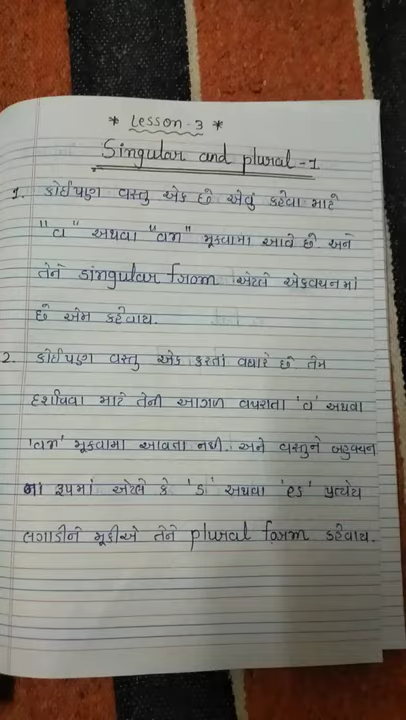 * Lesson-3 *
Singular and plural-1
1. કોઈપણ વસ્તુ એક છે એવું કહેવા માટે
"a" અથવા "an" મૂકવામાં આવે છે અને
તેને singular form એટલે એકવચન માં
છે એમ કહેવાય.
2. કોઈપણ વસ્તુ એક કરતાં વધારે છે તેમ
દર્શાવવા માટે તેની આગળ વપરાતા 'a' અથવા
'an' મૂકવામાં આવતા નથી. અને વસ્તુને બહુવચન
નાં રૂપમાં એટલે કે 's' અથવા 'es' પ્રત્યેય
લગાડીને મૂકીએ તેને plural form કહેવાય.